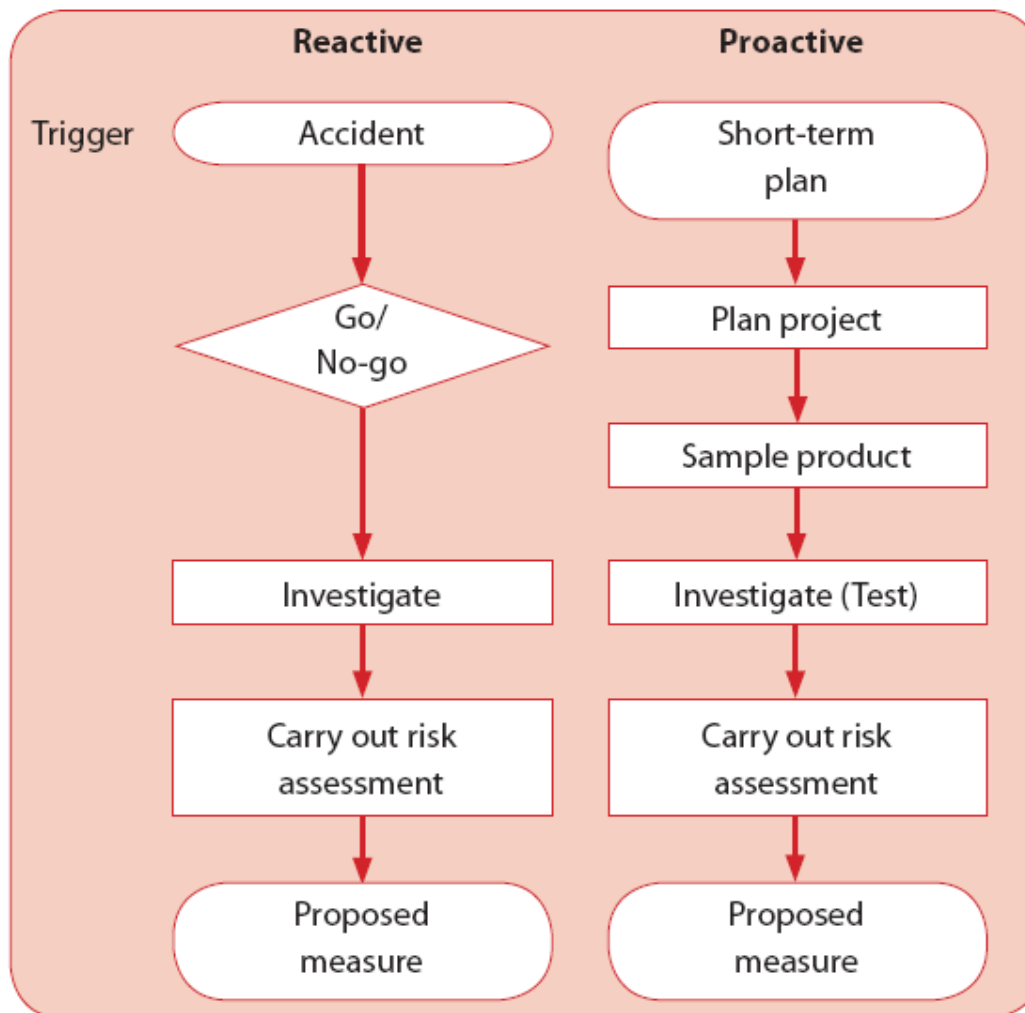 Reactive
Proactive
Trigger
Accident
Go/
No-go
Investigate
Carry out risk
assessment
Proposed
measure
Short-term
plan
Plan project
Sample product
Investigate (Test)
Carry out risk
assessment
Proposed
measure